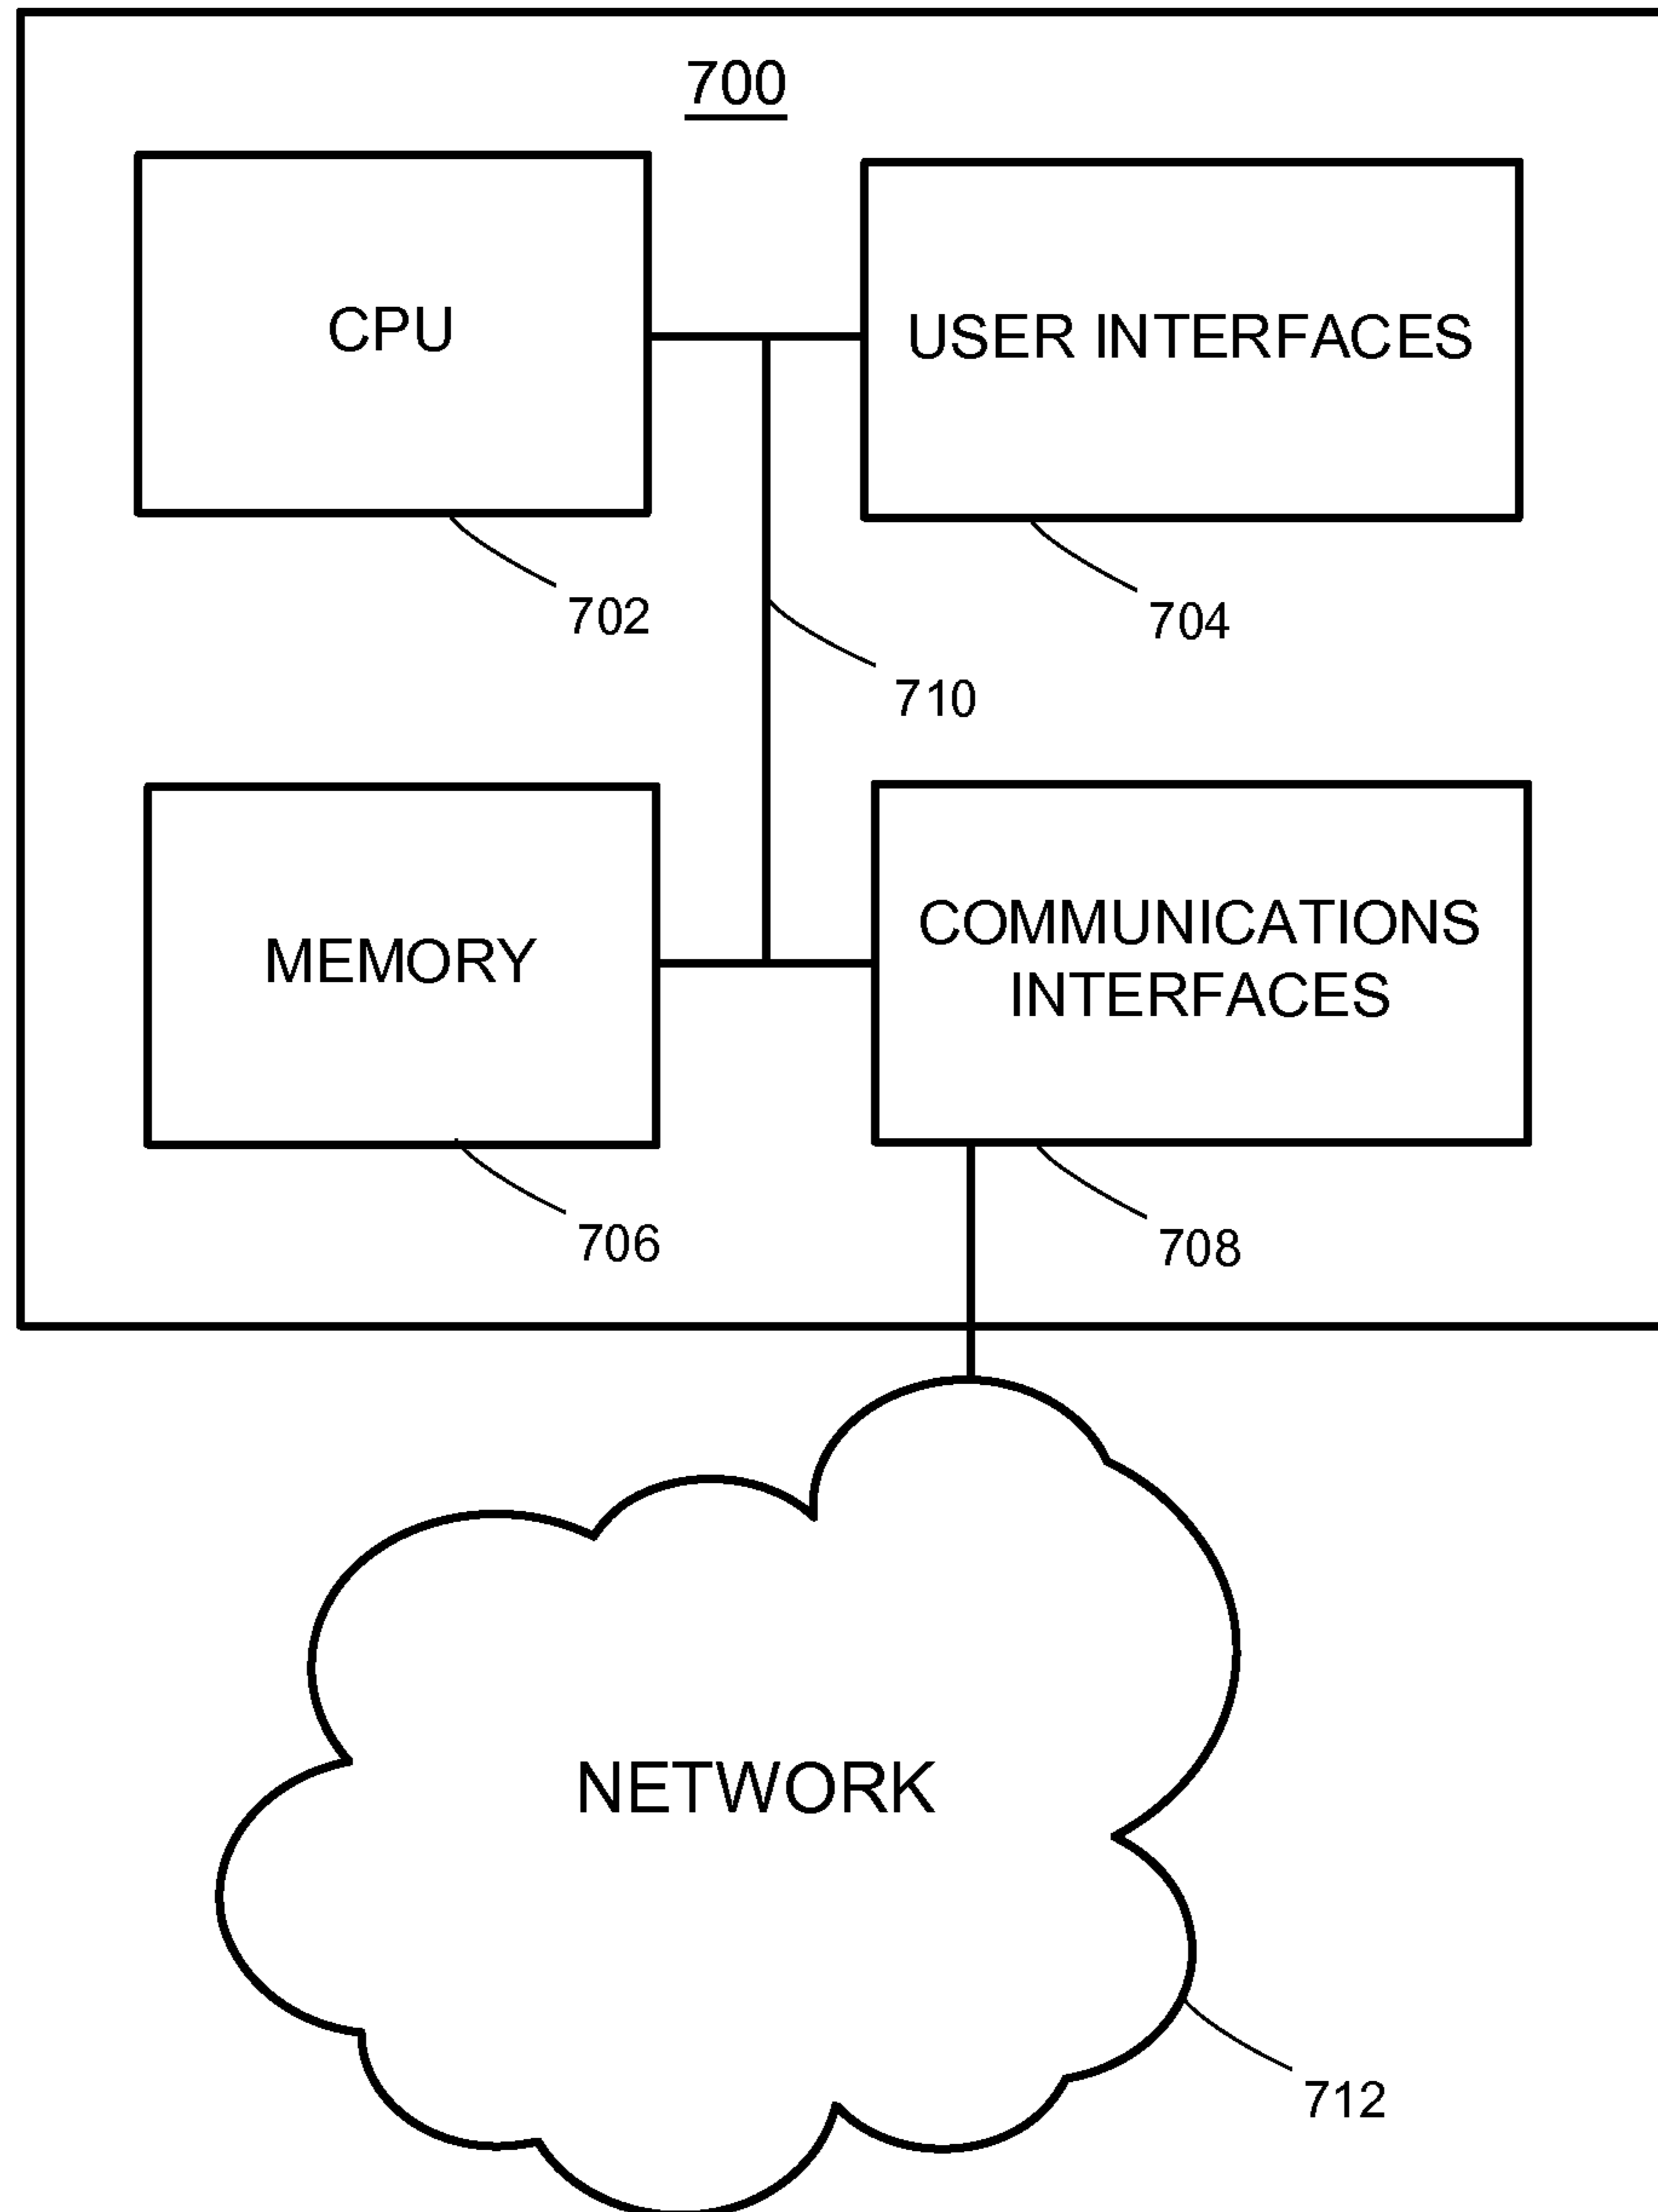 700
CPU
USER INTERFACES
702
704
710
MEMORY
COMMUNICATIONS
INTERFACES
706
708
NETWORK
712